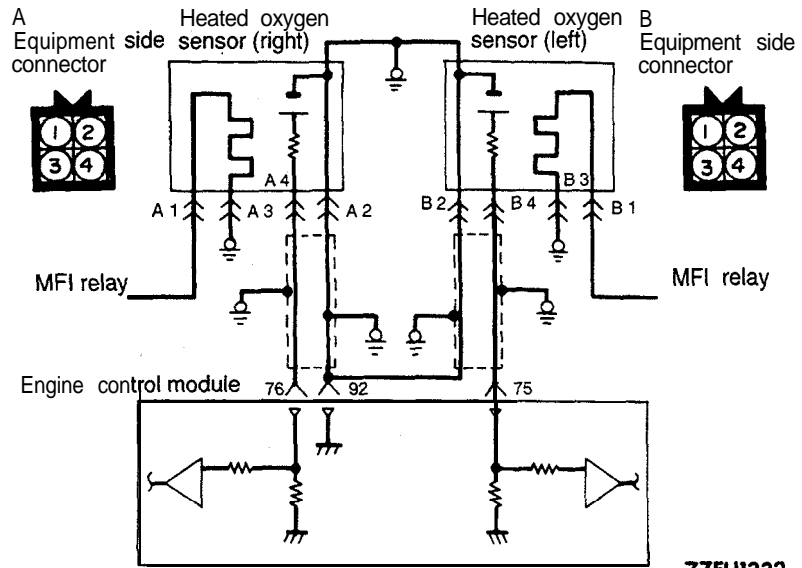 A
Equipment side
connector
Heated oxygen
sensor (right)
Heated oxygen
sensor (left)
B
Equipment side
connector
1 2
3 4
1 2
3 4
A 4
B 3
A 1 A 3 A 2 B 2 B 4 B 1
MFI relay
MFI relay
Engine control module
76 92 75